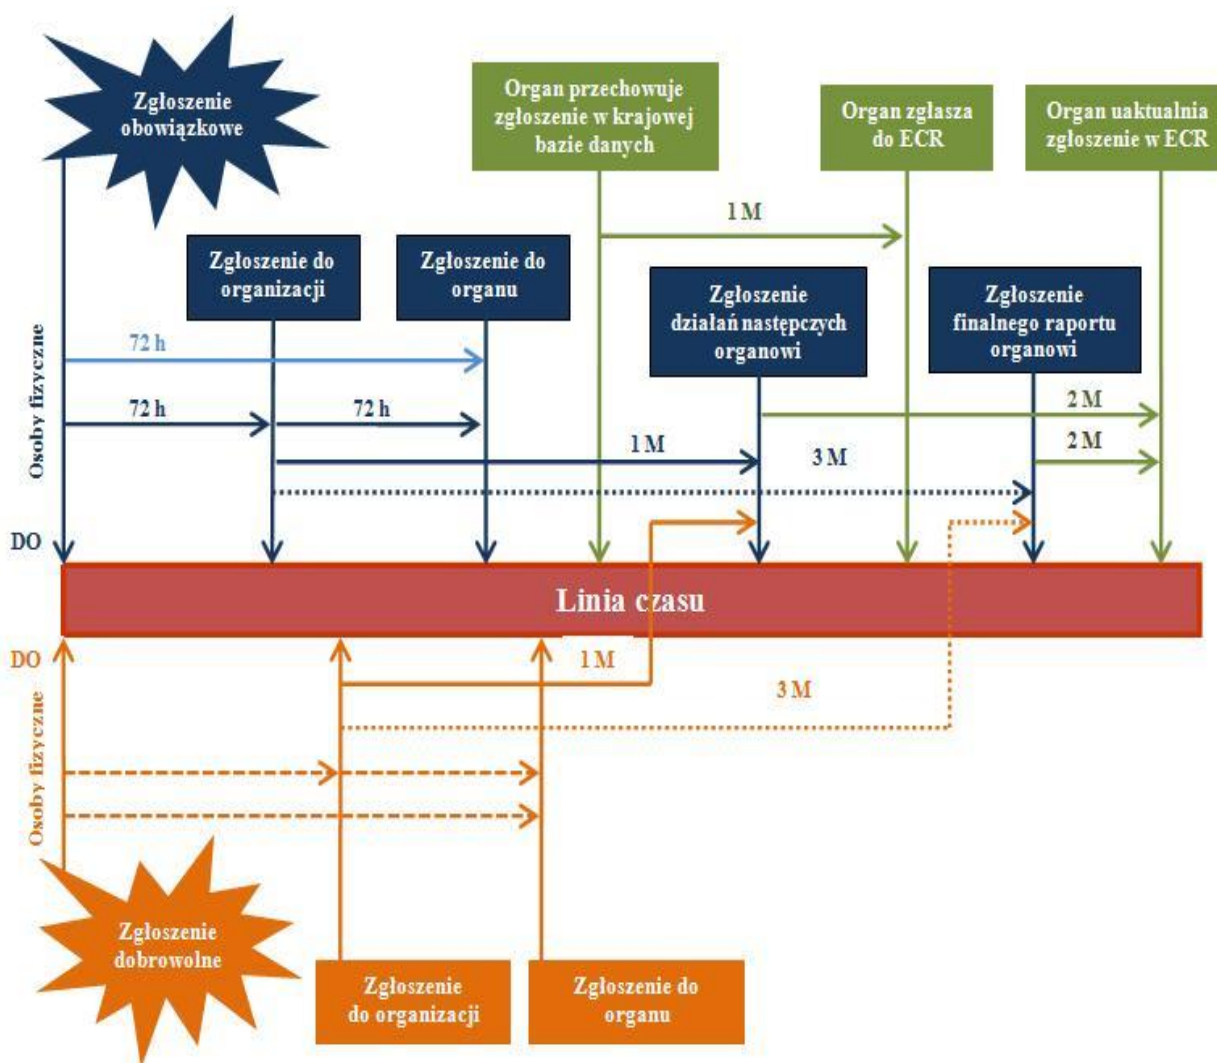 Zgłoszenie
obowiązkowe
Organ przechowuje
zgłoszenie w krajowej
bazie danych
Organ zgłasza
do ECR
Organ uaktualnia
zgłoszenie w ECR
1 M
Zgłoszenie do
organizacji
Zgłoszenie do
organu
Zgłoszenie
działań następczych
organowi
Zgłoszenie
finalnego raportu
organowi
Osoby fizyczne
72 h
72 h
72 h
2 M
1 M
3 M
2 M
DO
Linia czasu
DO
1 M
3 M
Osoby fizyczne
Zgłoszenie
dobrowolne
Zgłoszenie
do organizacji
Zgłoszenie do
organu